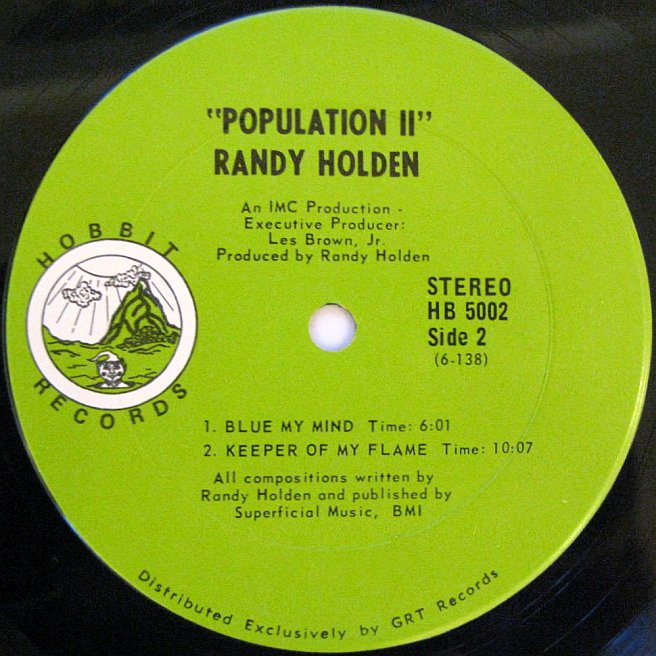 "POPULATION II"
RANDY HOLDEN
An IMC Production -
Executive Producer:
Les Brown, Jr.
Produced by Randy Holden
HOBBIT
RECORDS
STEREO
HB 5002
Side 2
(6-138)
1. BLUE MY MIND Time: 6:01
2. KEEPER OF MY FLAME Time: 10:07
All compositions written by
Randy Holden and published by
Superficial Music, BMI
Distributed Exclusively by GRT Records